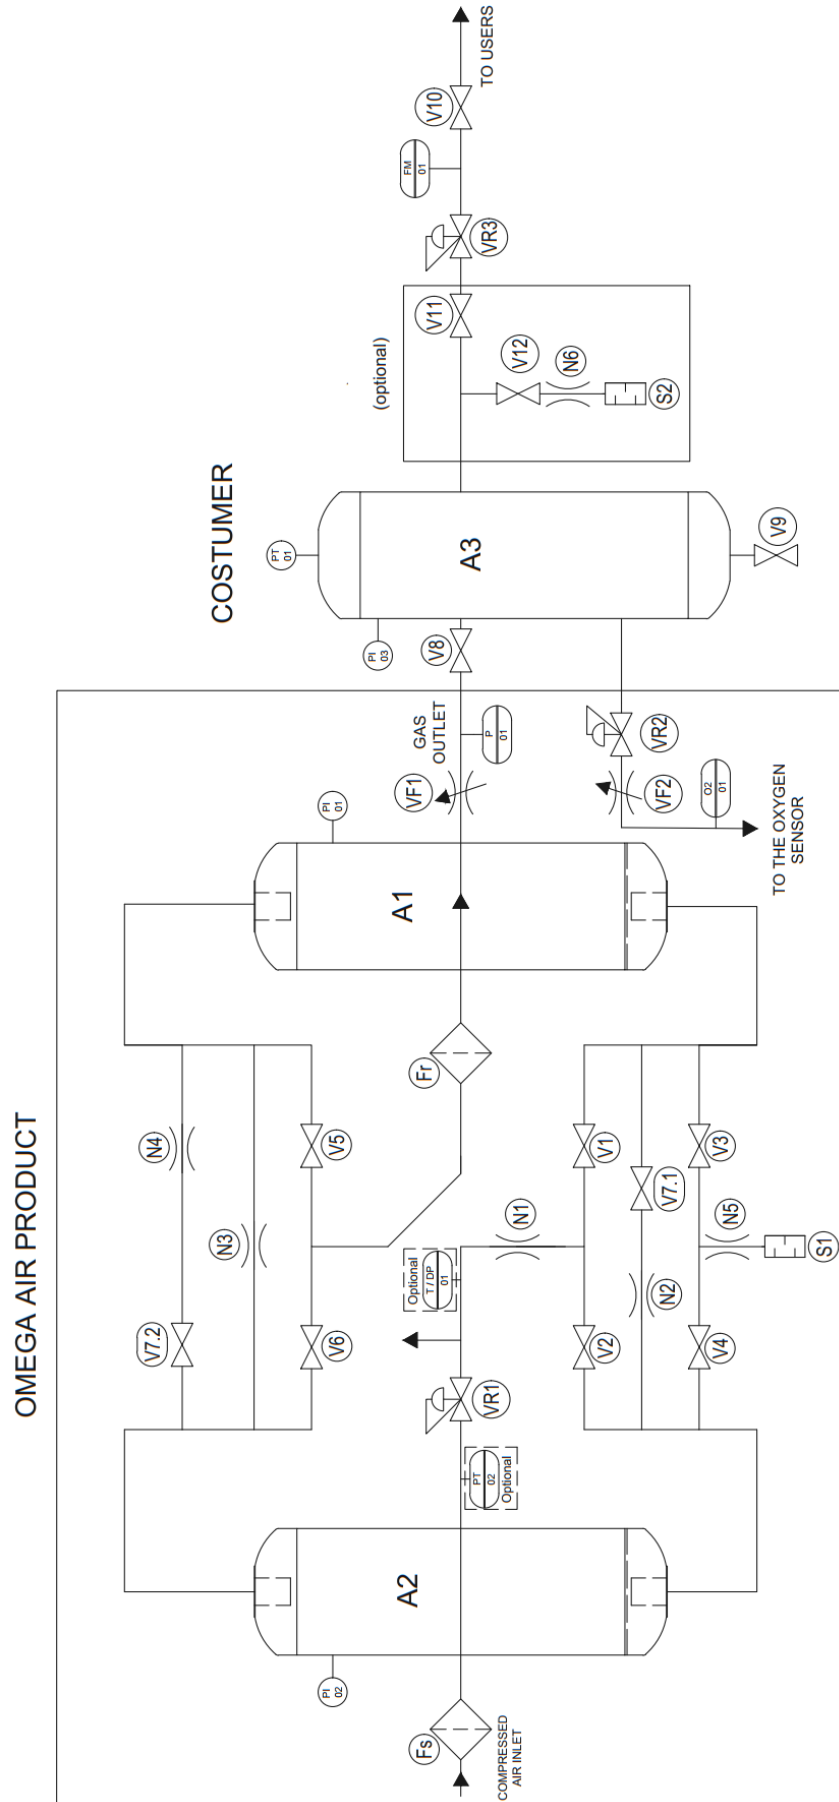 OMEGA AIR PRODUCT
COSTUMER
COMPRESSED
AIR INLET
Fs
PI
02
A2
PT
02
Optional
VR1
Optional
T / DP
01
V7.2
N4
N3
V6
V5
N1
V2
V1
N2
V7.1
V4
V3
N5
S1
Fr
A1
PI
01
VF1
GAS
OUTLET
P
01
VF2
VR2
O2
01
TO THE OXYGEN
SENSOR
V8
PI
03
PT
01
A3
V9
(optional)
V11
V12
N6
S2
VR3
FM
01
V10
TO USERS